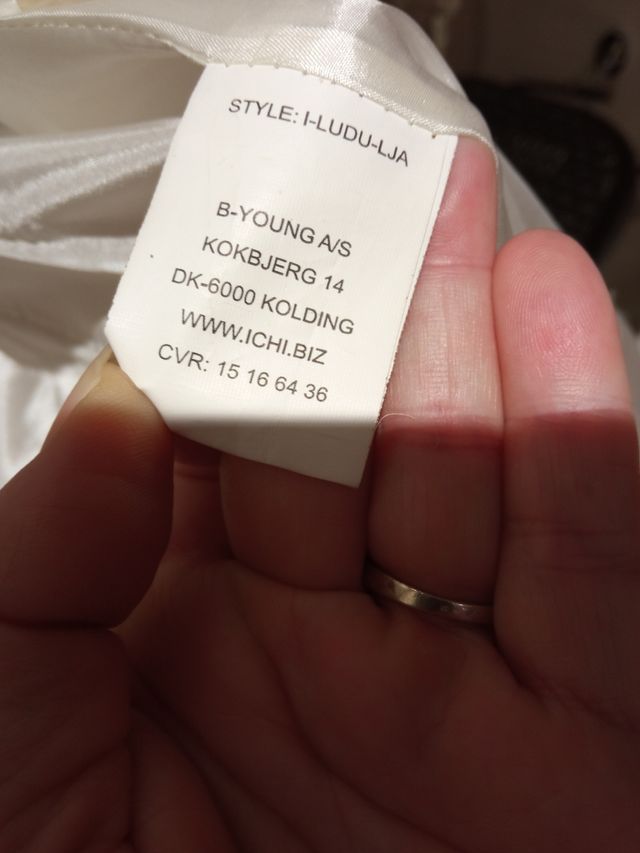 STYLE: I-LUDU-LJA
B-YOUNG A/S
KOKBJERG 14
DK-6000 KOLDING
WWW.ICHI.BIZ
CVR: 15 16 64 36